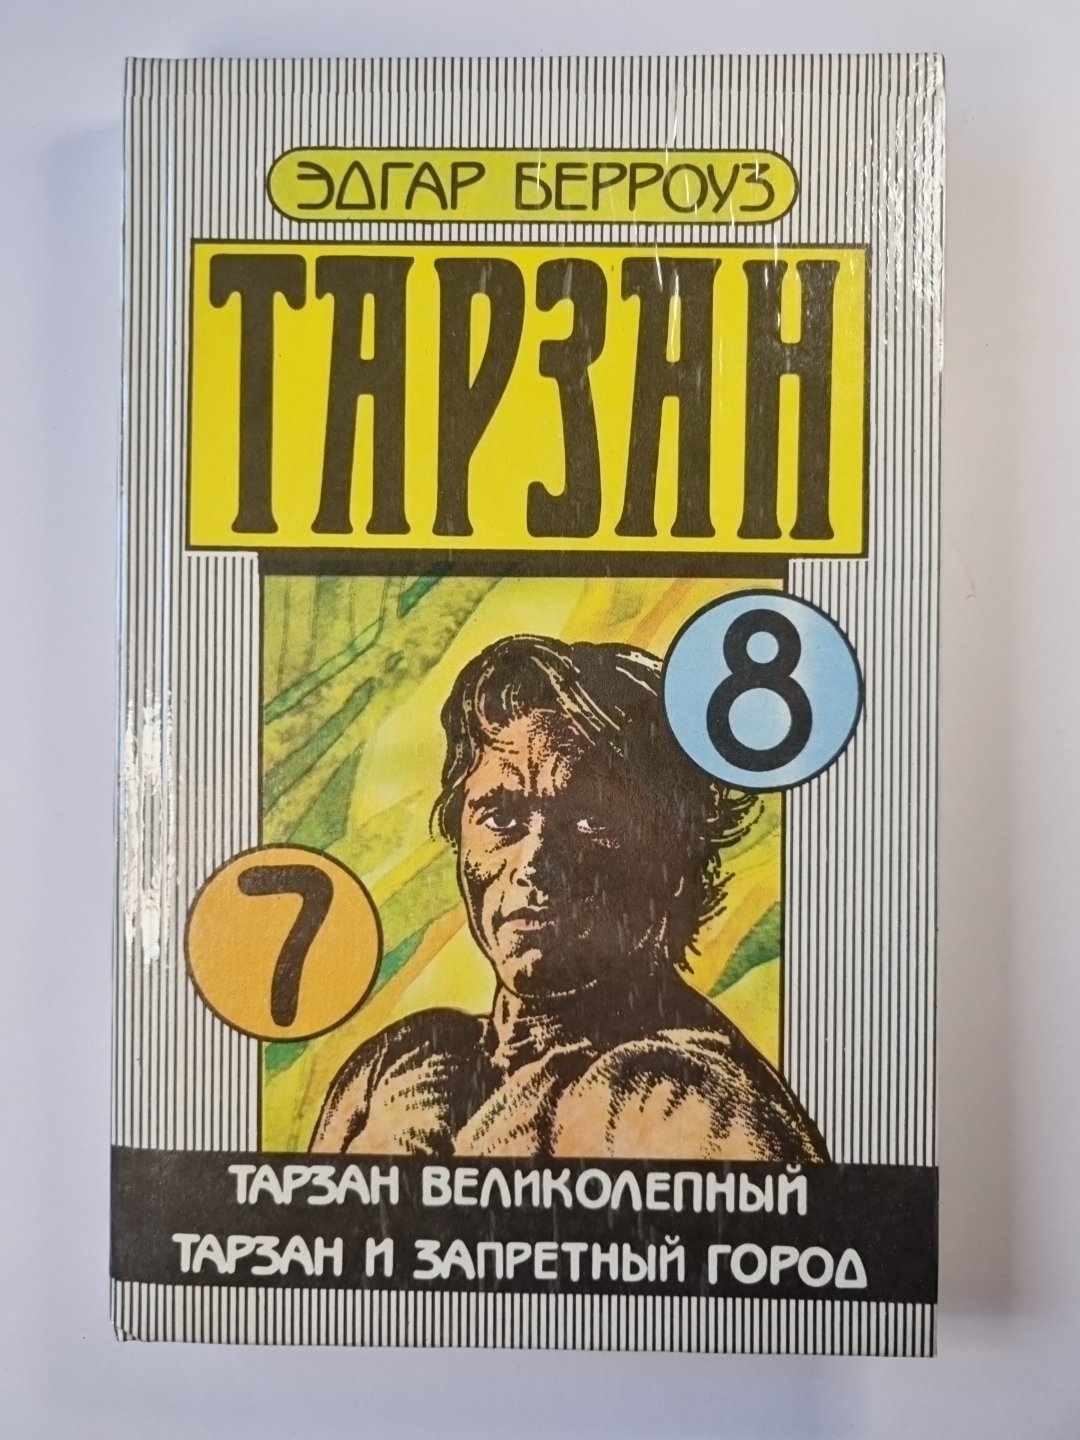 ЭДГАР БЕРРОУЗ
ТАРЗАН
8
7
ТАРЗАН ВЕЛИКОЛЕПНЫЙ
ТАРЗАН И ЗАПРЕТНЫЙ ГОРОД